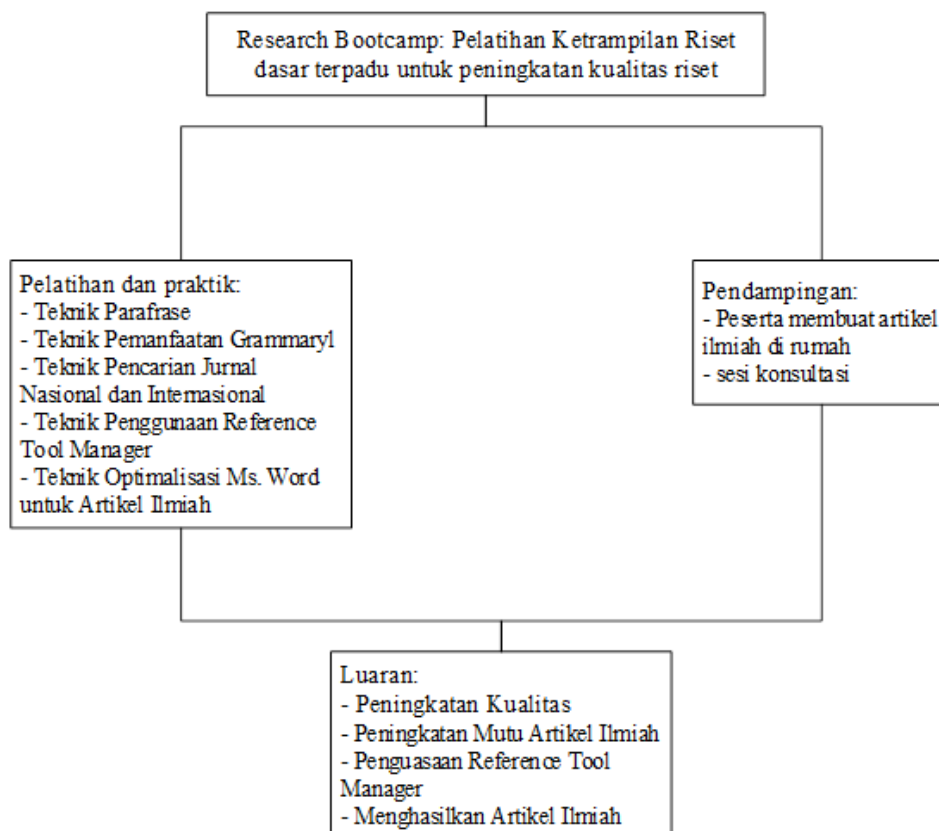 Research Bootcamp: Pelatihan Ketrampilan Riset
dasar terpadu untuk peningkatan kualitas riset
Pelatihan dan praktik:
- Teknik Parafrase
- Teknik Pemanfaatan Grammaryl
- Teknik Pencarian Jurnal
Nasional dan Internasional
- Teknik Penggunaan Reference
Tool Manager
- Teknik Optimalisasi Ms. Word
untuk Artikel Ilmiah
Pendampingan:
- Peserta membuat artikel
ilmiah di rumah
- sesi konsultasi
Luaran:
- Peningkatan Kualitas
- Peningkatan Mutu Artikel Ilmiah
- Penguasaan Reference Tool
Manager
- Menghasilkan Artikel Ilmiah